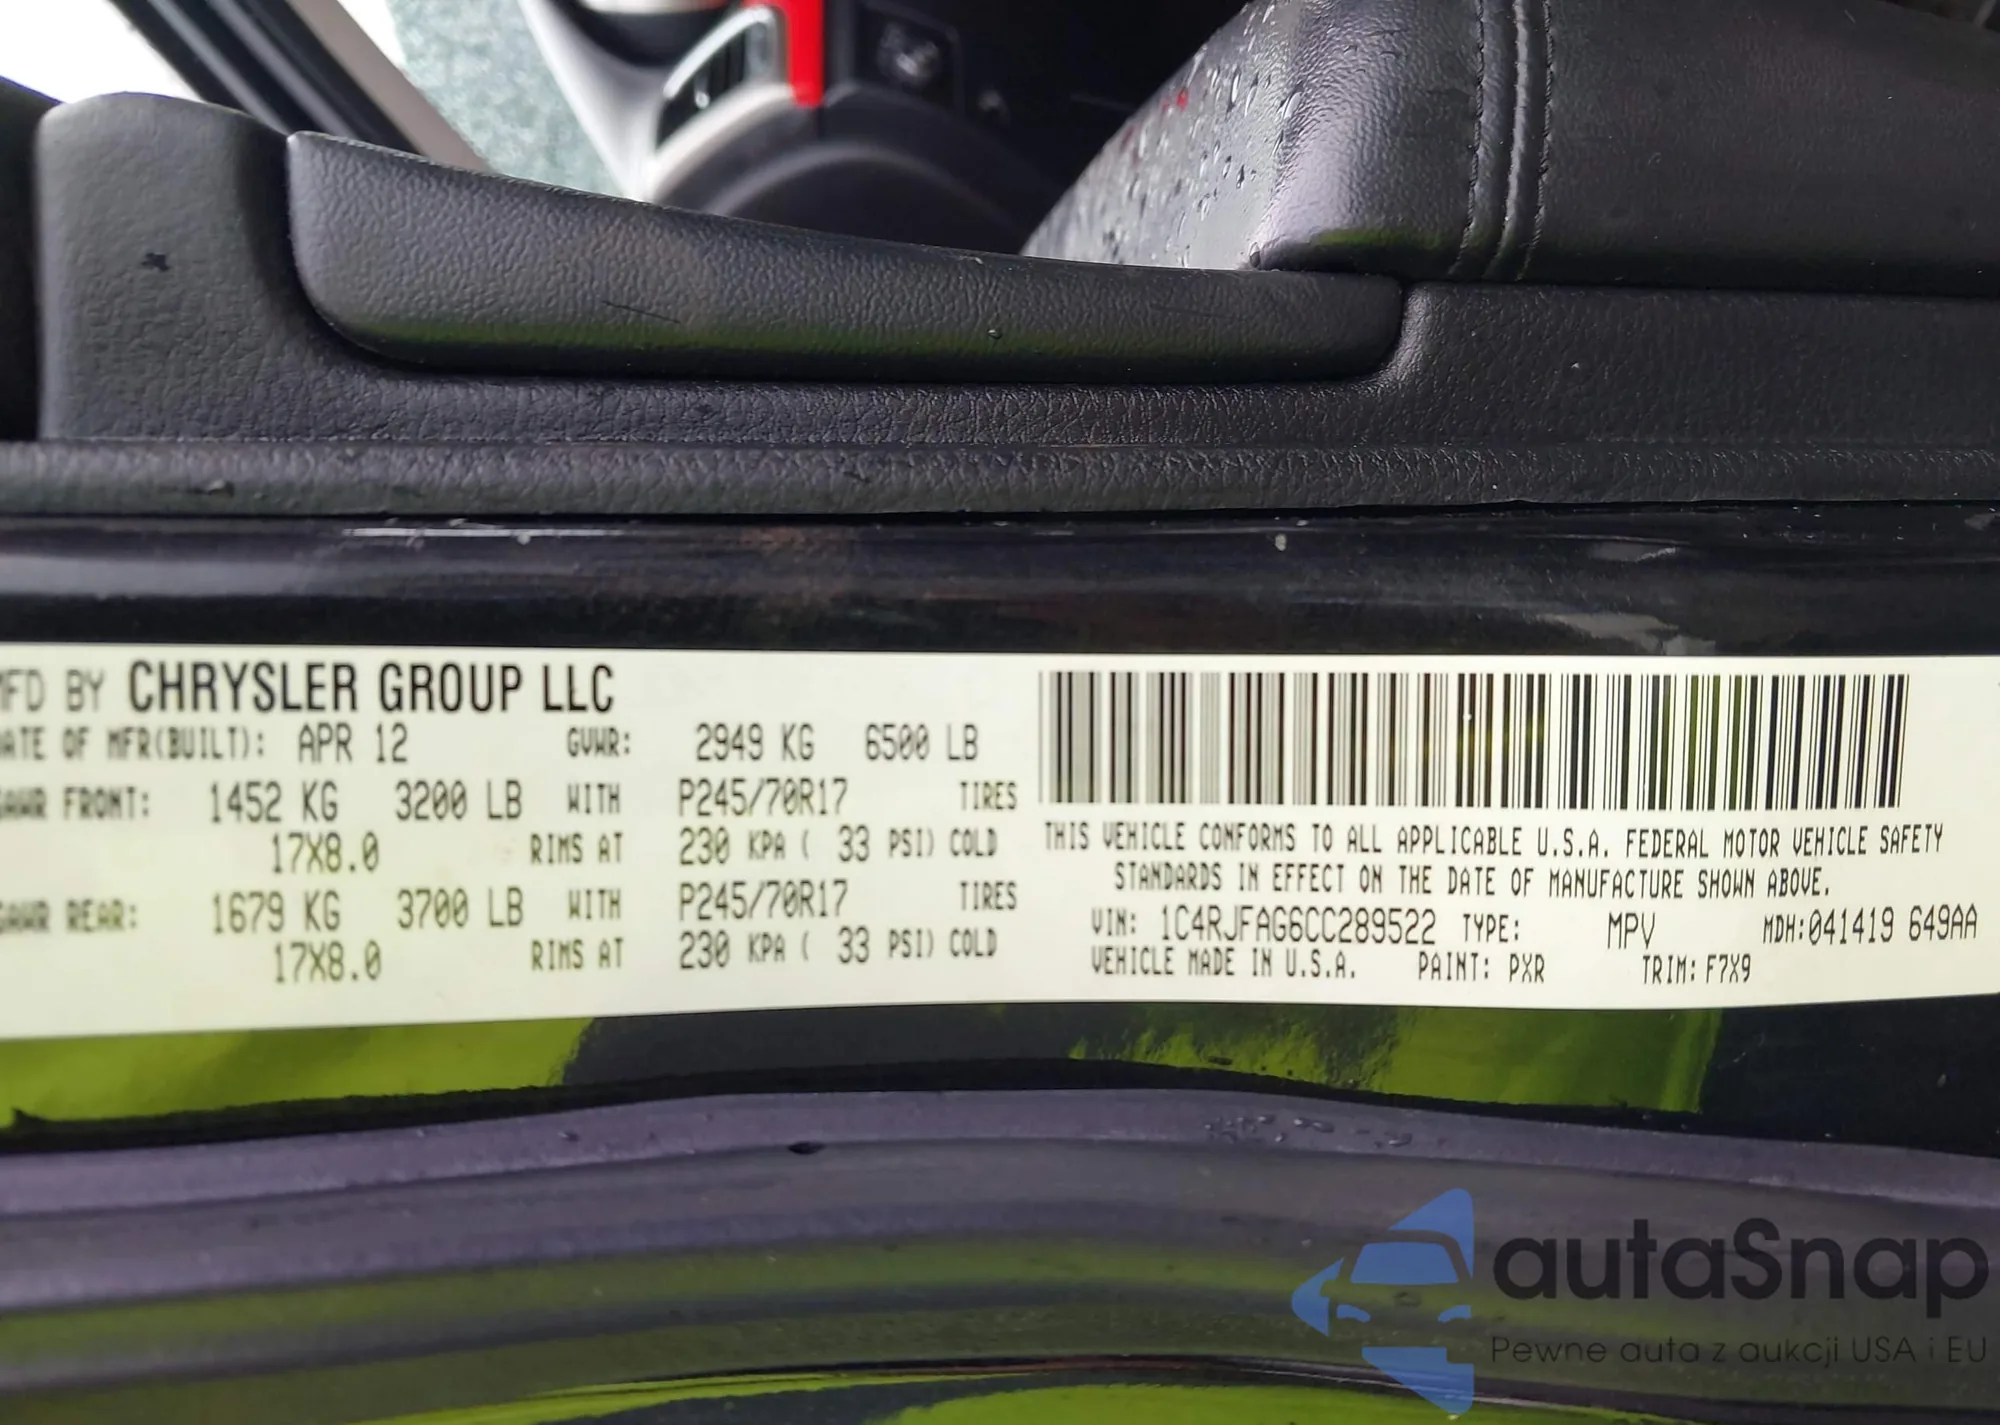 MFD BY CHRYSLER GROUP LLC
DATE OF MFR(BUILT): APR 12 GVWR: 2949 KG 6500 LB
GAWR FRONT: 1452 KG 3200 LB WITH P245/70R17 TIRES
17X8.0 RIMS AT 230 KPA ( 33 PSI) COLD
GAWR REAR: 1679 KG 3700 LB WITH P245/70R17 TIRES
17X8.0 RIMS AT 230 KPA ( 33 PSI) COLD
THIS VEHICLE CONFORMS TO ALL APPLICABLE U.S.A. FEDERAL MOTOR VEHICLE SAFETY
STANDARDS IN EFFECT ON THE DATE OF MANUFACTURE SHOWN ABOVE.
VIN: 1C4RJFAG6CC289522 TYPE: MPV MDH:041419 649AA
VEHICLE MADE IN U.S.A. PAINT: PXR TRIM: F7X9
autaSnap
Pewne auta z aukcji USA i EU